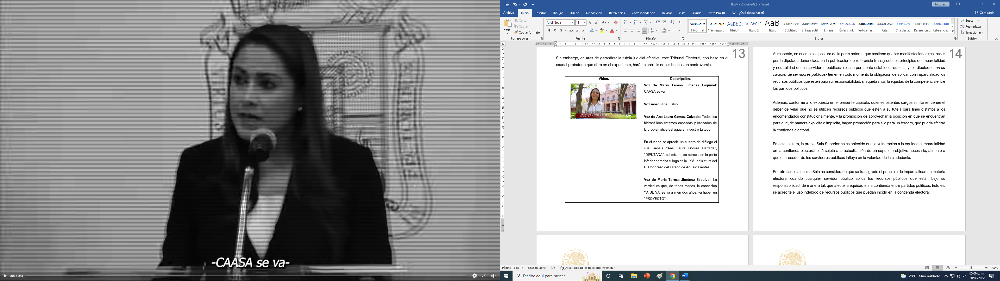 -CAASA se va-
0:00 / 0:48
TEEA-PES-069-2022 - Word
Inic. ses.
Archivo Inicio Insertar Dibujar Diseño Disposición Referencias Correspondencia Revisar Vista Ayuda Nitro Pro 10 ¿Qué desea hacer? Compartir
Pegar
Cortar
Copiar
Copiar formato
Portapapeles
Arial Nova 11
N K S abc x₂ x²
Fuente
Párrafo
AaBbCcDc AaBbCcDc AaBbCc AaBbCcD AaB AaBbCcD AaBbCcDdE AaBbCcDdE AaBbCcDdE AaBbCcDdE AaBbCcDc AaBbCcDc AABBCCDDE AABBCCDDE
¶ Normal ¶ Sin espa... Título 1 Título 2 Título Subtítulo Énfasis sutil Énfasis Énfasis int... Texto en n... Cita Cita desta... Referencia... Referencia...
Estilos
Buscar
Reemplazar
Seleccionar
Edición
13
Sin embargo, en aras de garantizar la tutela judicial efectiva, este Tribunal Electoral, con base en el
caudal probatorio que obra en el expediente, hará un análisis de los hechos en controversia.
Video.
Descripción.
Ana Laura Gómez Calzada
DIPUTADA
LXV
Voz de María Teresa Jiménez Esquivel:
CAASA se va.
Voz masculina: Falso.
Voz de Ana Laura Gómez Calzada: Todos los
hidrocálidos estamos cansadas y cansados de
la problemática del agua en nuestro Estado.
En el video se aprecia un cuadro de diálogo el
cual señala “Ana Laura Gómez Calzada”,
“DIPUTADA”, así mismo, se aprecia en la parte
inferior derecha el logo de la LXV Legislatura del
H. Congreso del Estado de Aguascalientes.
Voz de María Teresa Jiménez Esquivel: La
verdad es que, de todos modos, la concesión
YA SE VA, se va a ir en dos años, va haber un
“PROYECTO”.
14
Al respecto, en cuanto a la postura de la parte actora, -que sostiene que las manifestaciones realizadas
por la diputada denunciada en la publicación de referencia transgrede los principios de imparcialidad
y neutralidad de los servidores públicos- resulta pertinente establecer que, las y los diputados -en su
carácter de servidores públicos- tienen en todo momento la obligación de aplicar con imparcialidad los
recursos públicos que estén bajo su responsabilidad, sin quebrantar la equidad de la competencia entre
los partidos políticos.
Además, conforme a lo expuesto en el presente capítulo, quienes ostenten cargos similares, tienen el
deber de velar que no se utilicen recursos públicos que estén a su tutela para fines distintos a los
encomendados constitucionalmente, y la prohibición de aprovechar la posición en que se encuentran
para que, de manera explícita o implícita, hagan promoción para sí o para un tercero, que pueda afectar
la contienda electoral.
En esta tesitura, la propia Sala Superior ha establecido que la vulneración a la equidad e imparcialidad
en la contienda electoral está sujeta a la actualización de un supuesto objetivo necesario, atinente a
que el proceder de los servidores públicos influya en la voluntad de la ciudadanía.
Por otro lado, la misma Sala ha considerado que se transgrede el principio de imparcialidad en materia
electoral cuando cualquier servidor público aplica los recursos públicos que están bajo su
responsabilidad, de manera tal, que afecte la equidad en la contienda entre partidos políticos. Esto es,
se acredite el uso indebido de recursos públicos que puedan incidir en la contienda electoral.
ESTADOS UNIDOS MEXICANOS
ESTADOS UNIDOS MEXICANOS
Página 13 de 17 6583 palabras Accesibilidad: es necesario investigar
100%
Escribe aquí para buscar
28°C Muy nublado
05:06 p. m.
20/06/2022